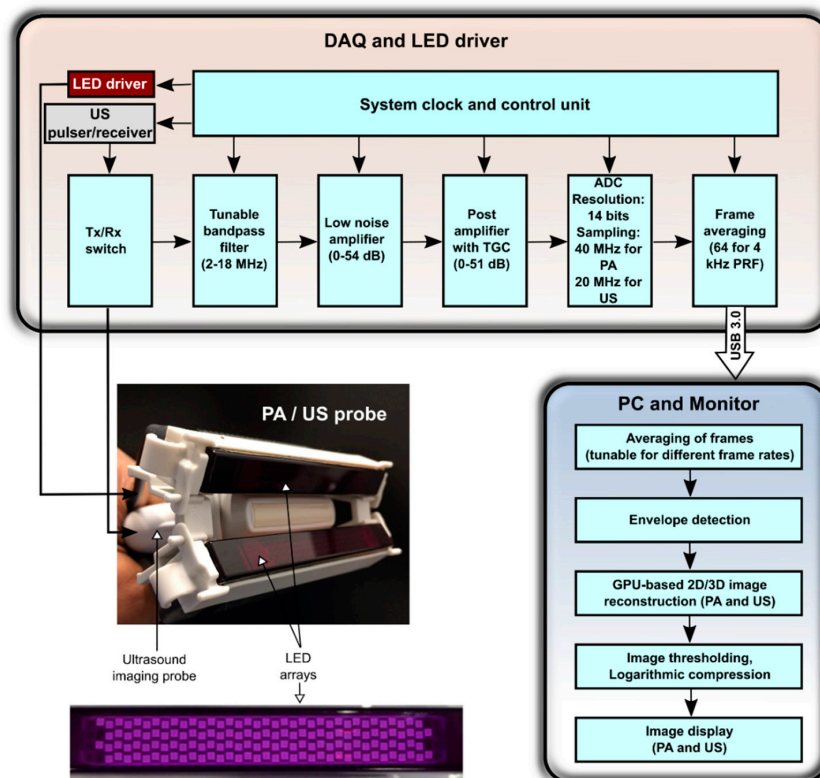 DAQ and LED driver
LED driver
System clock and control unit
US
pulser/receiver
Tx/Rx
switch
Tunable
bandpass
filter
(2-18 MHz)
Low noise
amplifier
(0-54 dB)
Post
amplifier
with TGC
(0-51 dB)
ADC
Resolution:
14 bits
Sampling:
40 MHz for
PA
20 MHz for
US
Frame
averaging
(64 for 4
kHz PRF)
USB 3.0
PA / US probe
Ultrasound
imaging probe
LED
arrays
PC and Monitor
Averaging of frames
(tunable for different frame rates)
Envelope detection
GPU-based 2D/3D image
reconstruction (PA and US)
Image thresholding,
Logarithmic compression
Image display
(PA and US)